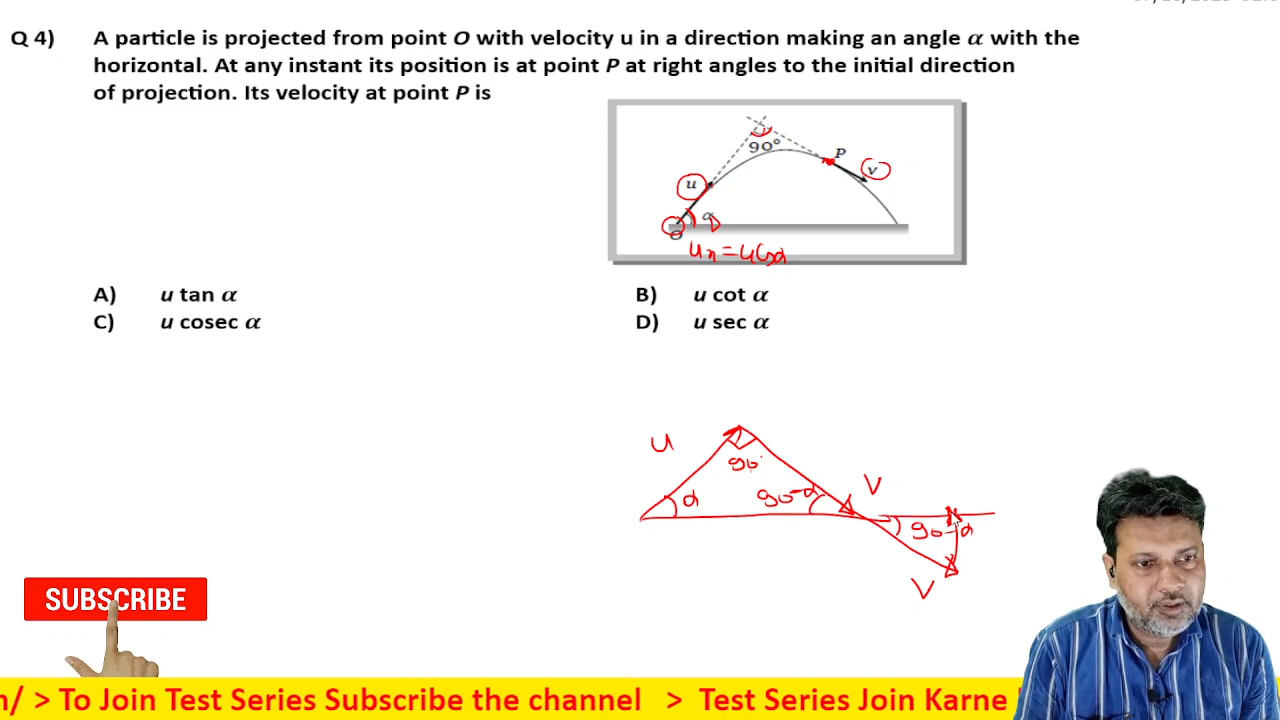 Q 4) A particle is projected from point O with velocity u in a direction making an angle α with the
horizontal. At any instant its position is at point P at right angles to the initial direction
of projection. Its velocity at point P is
90°
P
u
v
α
O
uₓ = u Cosα
A) u tan α
B) u cot α
C) u cosec α
D) u sec α
u
90°
V
α
90-α
90-α
V
SUBSCRIBE
n/ > To Join Test Series Subscribe the channel > Test Series Join Karne